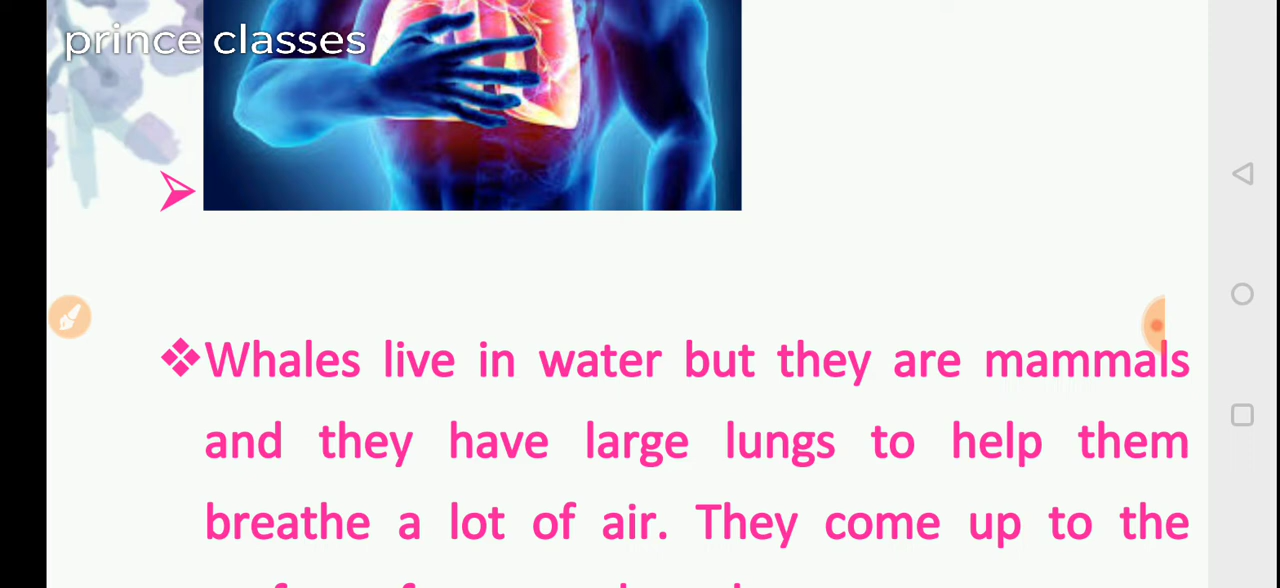 prince classes
Whales live in water but they are mammals
and they have large lungs to help them
breathe a lot of air. They come up to the